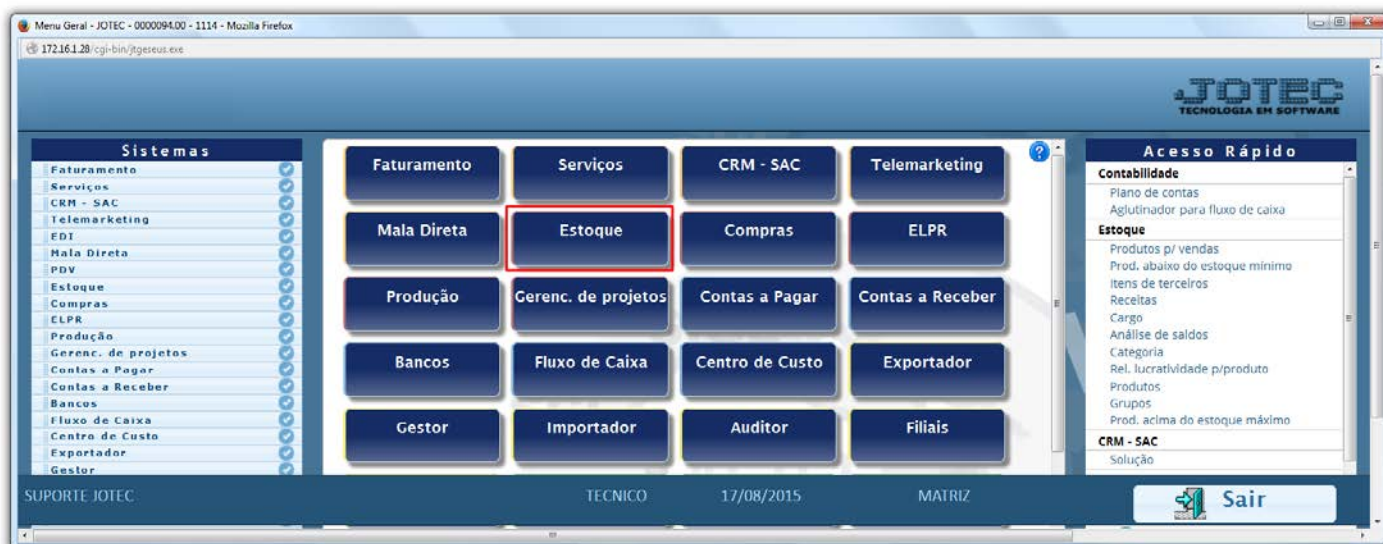 Menu Geral - JOTEC - 0000094.00 - 1114 - Mozilla Firefox
172.16.1.28/cgi-bin/jtgeseus.exe
JOTEC
TECNOLOGIA EM SOFTWARE
Sistemas
Faturamento
Serviços
CRM - SAC
Telemarketing
EDI
Mala Direta
PDV
Estoque
Compras
ELPR
Produção
Gerenc. de projetos
Contas a Pagar
Contas a Receber
Bancos
Fluxo de Caixa
Centro de Custo
Exportador
Gestor
Faturamento Serviços CRM - SAC Telemarketing
Mala Direta Estoque Compras ELPR
Produção Gerenc. de projetos Contas a Pagar Contas a Receber
Bancos Fluxo de Caixa Centro de Custo Exportador
Gestor Importador Auditor Filiais
?
Acesso Rápido
Contabilidade
Plano de contas
Aglutinador para fluxo de caixa
Estoque
Produtos p/ vendas
Prod. abaixo do estoque mínimo
Itens de terceiros
Receitas
Cargo
Análise de saldos
Categoria
Rel. lucratividade p/produto
Produtos
Grupos
Prod. acima do estoque máximo
CRM - SAC
Solução
SUPORTE JOTEC TECNICO 17/08/2015 MATRIZ Sair